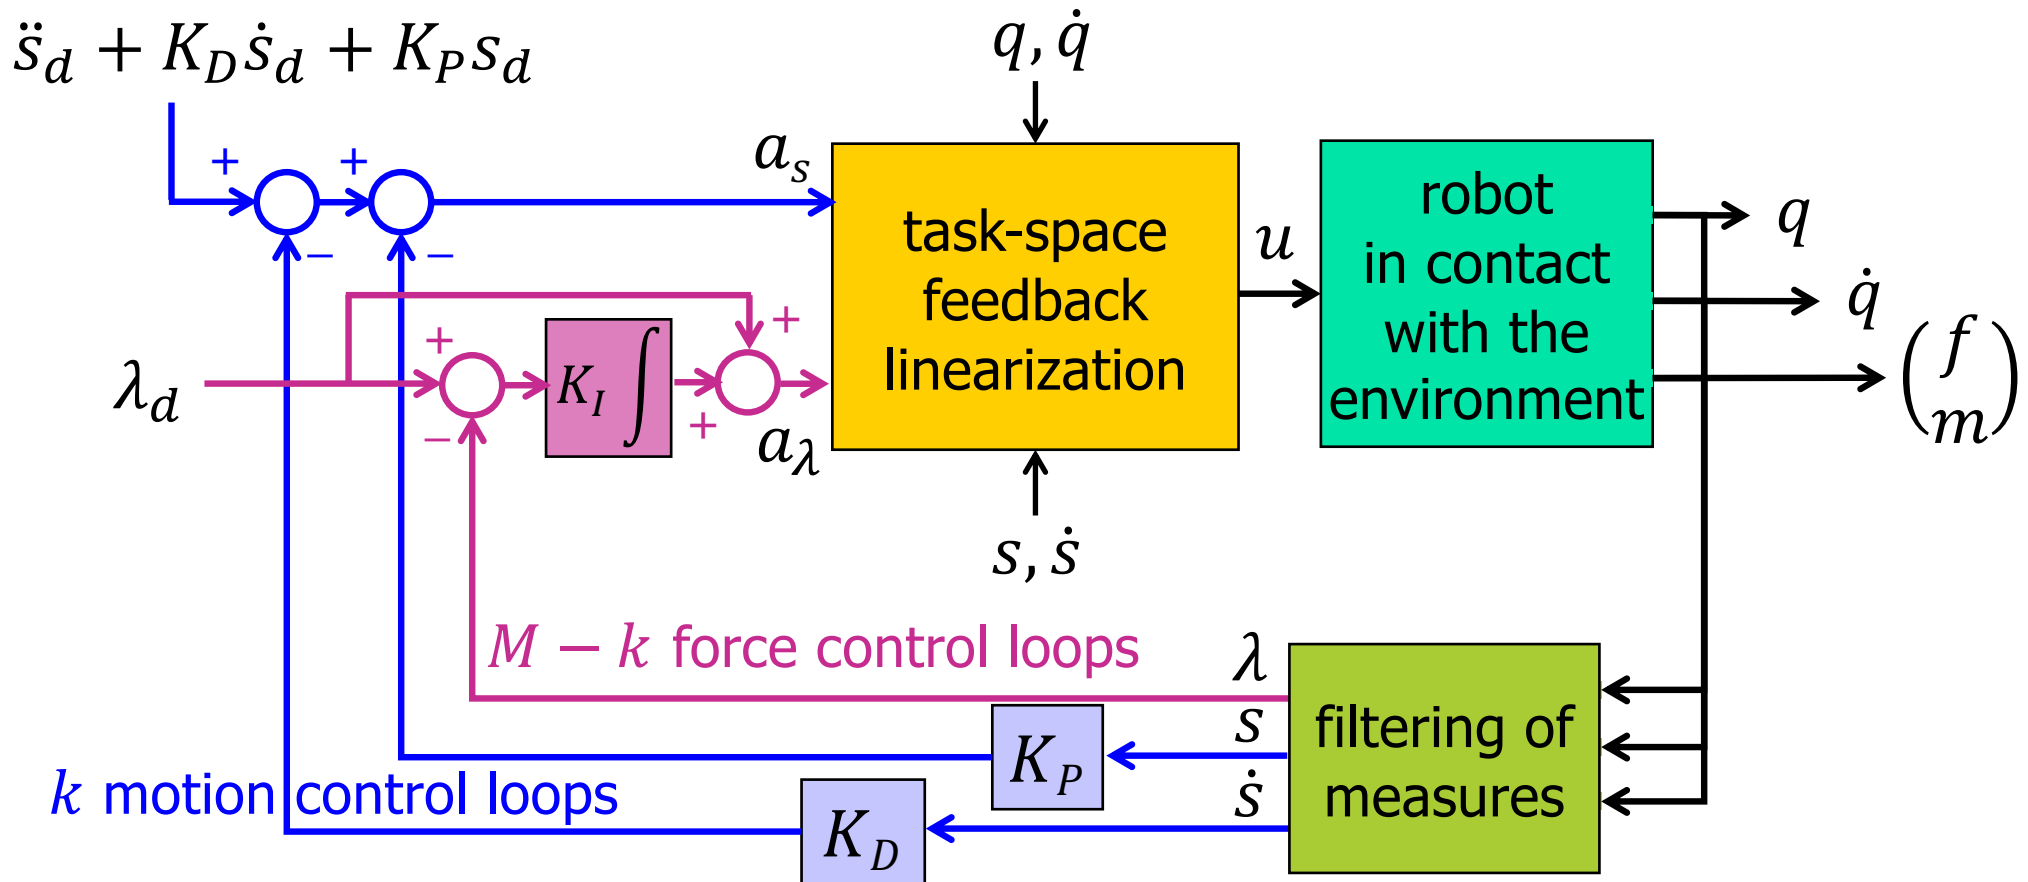 s̈_d + K_D ṡ_d + K_P s_d
q, q̇
+
+
a_s
−
−
task-space
feedback
linearization
u
robot
in contact
with the
environment
q
q̇
(f
m)
λ_d
+
−
K_I ∫
+
+
a_λ
s, ṡ
M − k force control loops
λ
s
ṡ
K_P
K_D
k motion control loops
filtering of
measures